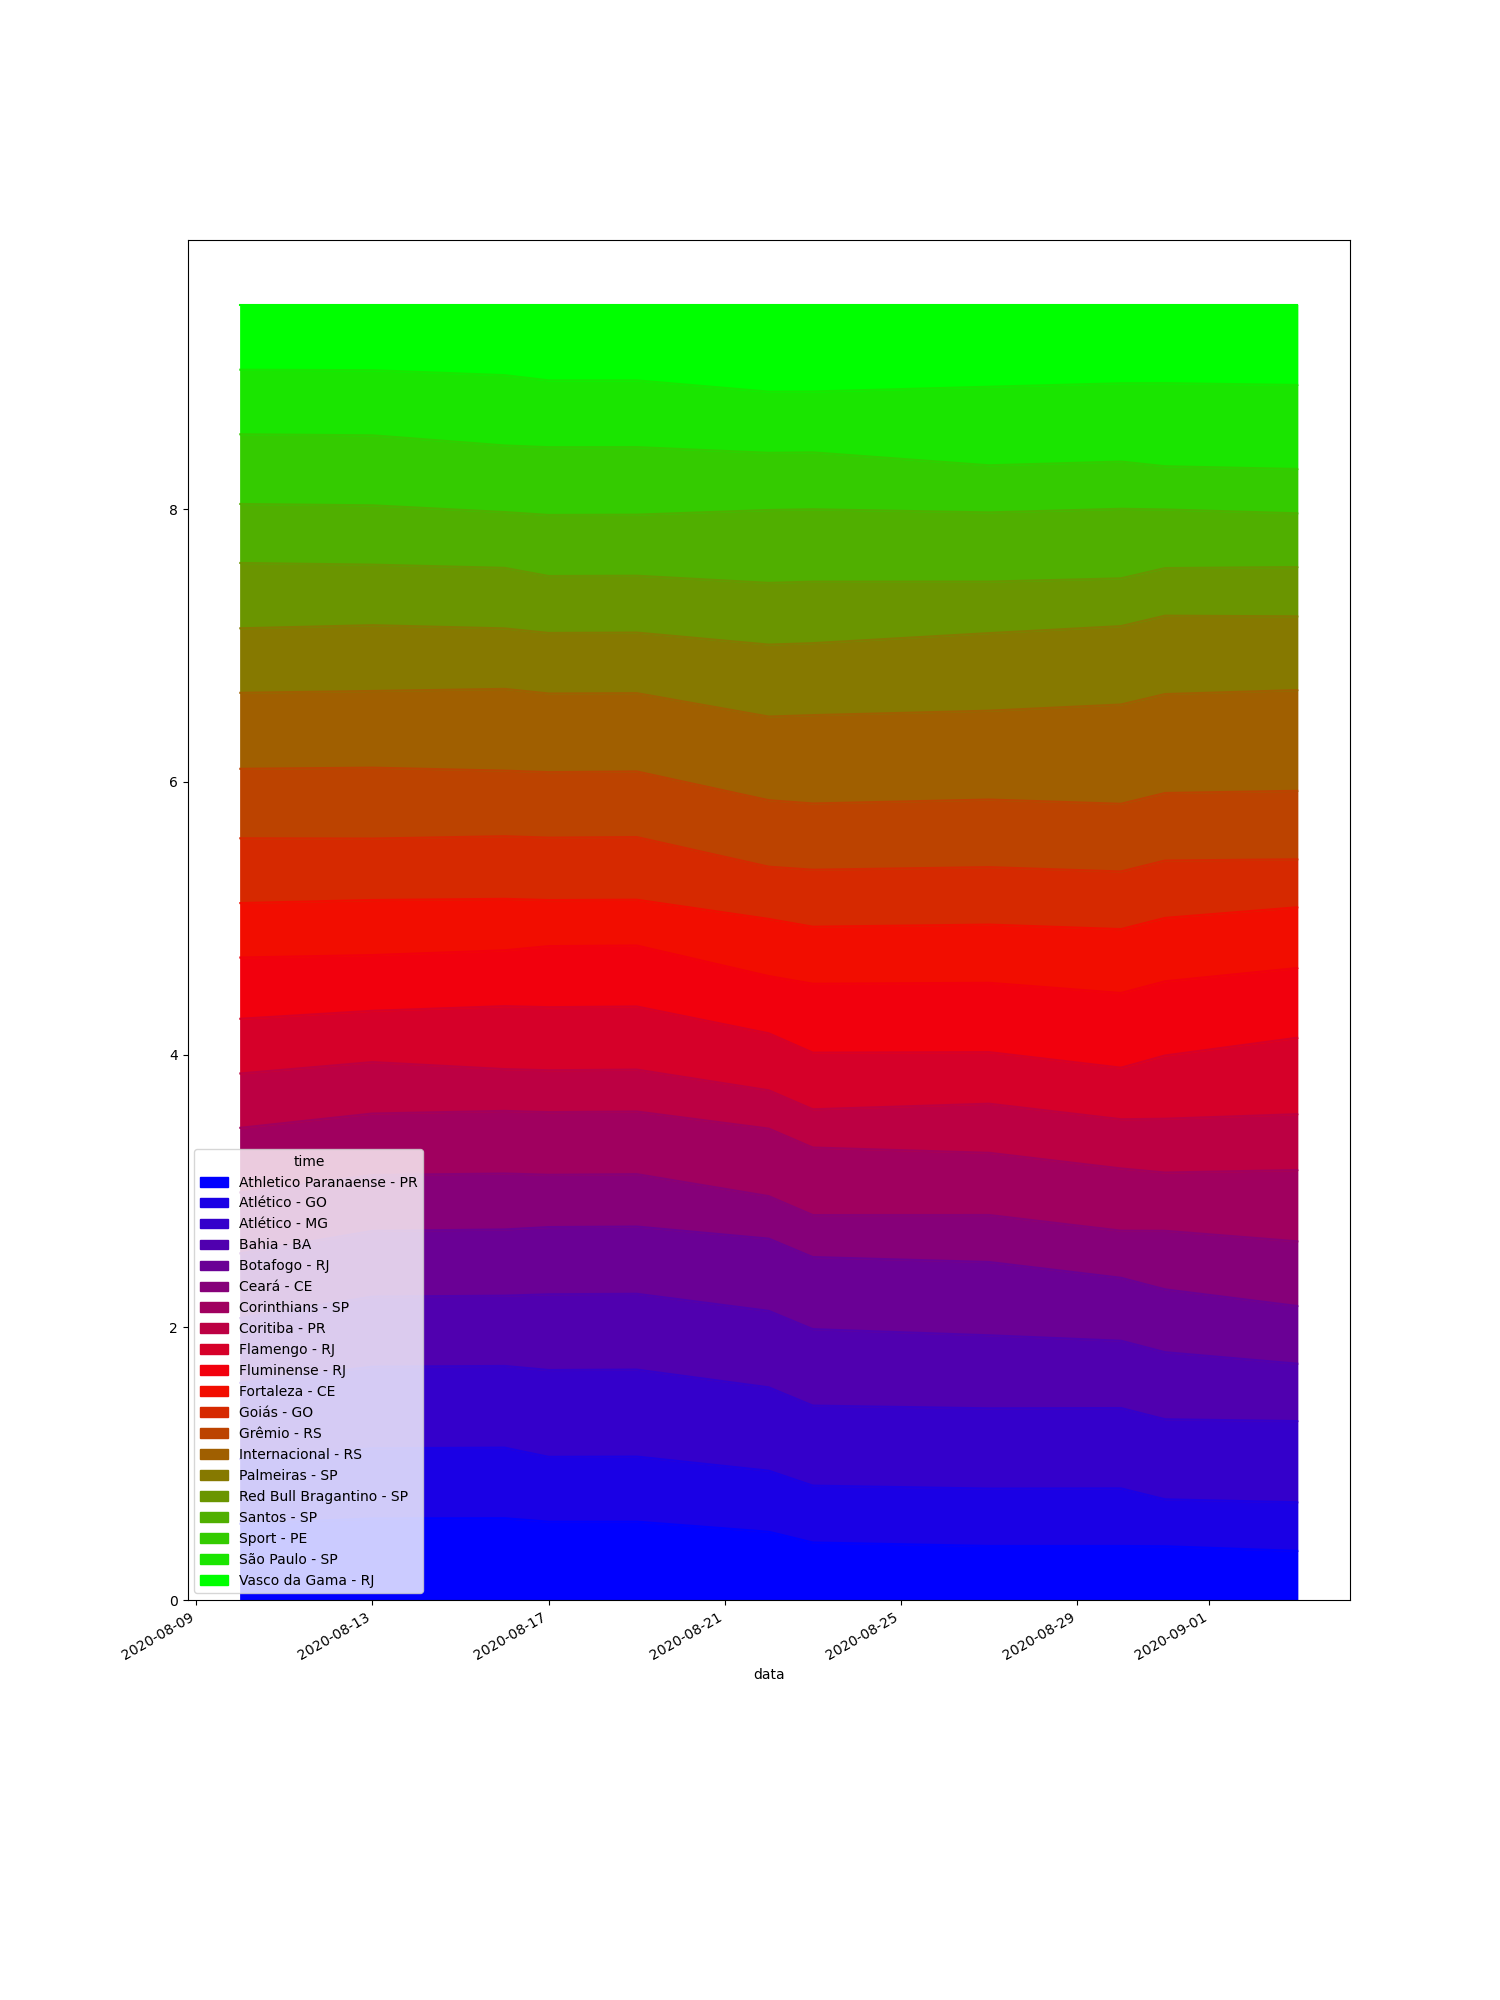 8
6
4
2
0
time
Athletico Paranaense - PR
Atlético - GO
Atlético - MG
Bahia - BA
Botafogo - RJ
Ceará - CE
Corinthians - SP
Coritiba - PR
Flamengo - RJ
Fluminense - RJ
Fortaleza - CE
Goiás - GO
Grêmio - RS
Internacional - RS
Palmeiras - SP
Red Bull Bragantino - SP
Santos - SP
Sport - PE
São Paulo - SP
Vasco da Gama - RJ
2020-08-09
2020-08-13
2020-08-17
2020-08-21
2020-08-25
2020-08-29
2020-09-01
data